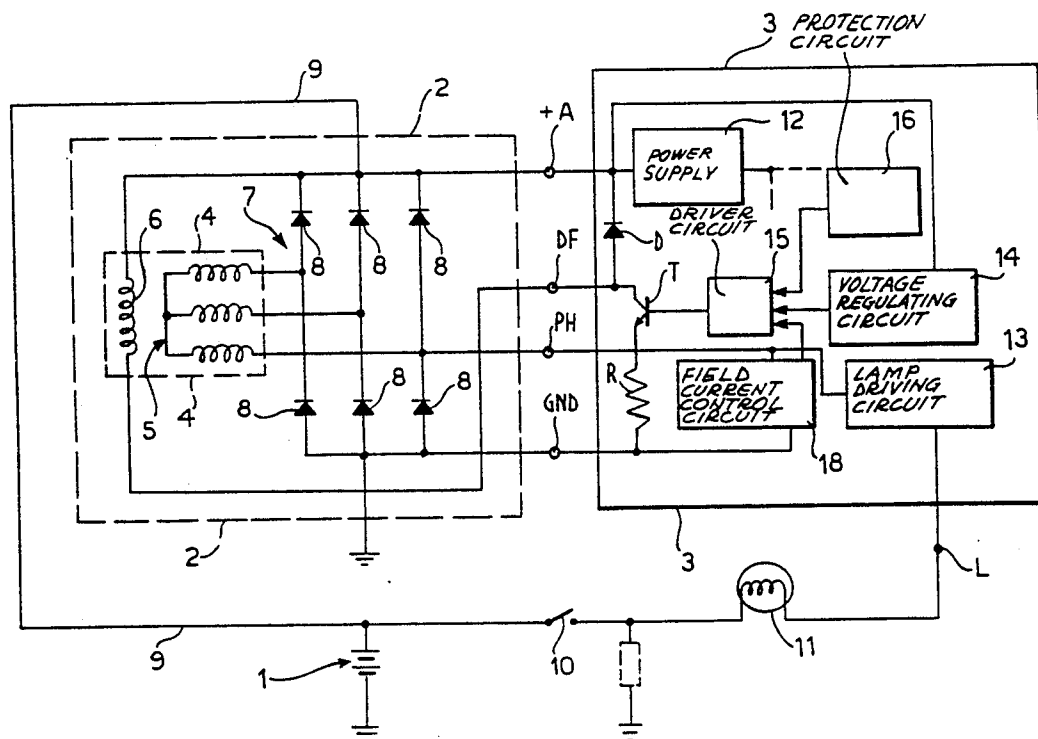 3 PROTECTION
CIRCUIT
9
2
+A
12
16
POWER
SUPPLY
7
DRIVER
CIRCUIT
6
4
8
8
8
DF
D
15
14
T
VOLTAGE
REGULATING
CIRCUIT
PH
13
5
4
8
8
8
GND
R
FIELD
CURRENT
CONTROL
CIRCUIT
LAMP
DRIVING
CIRCUIT
18
2
3
L
9
1
10
11